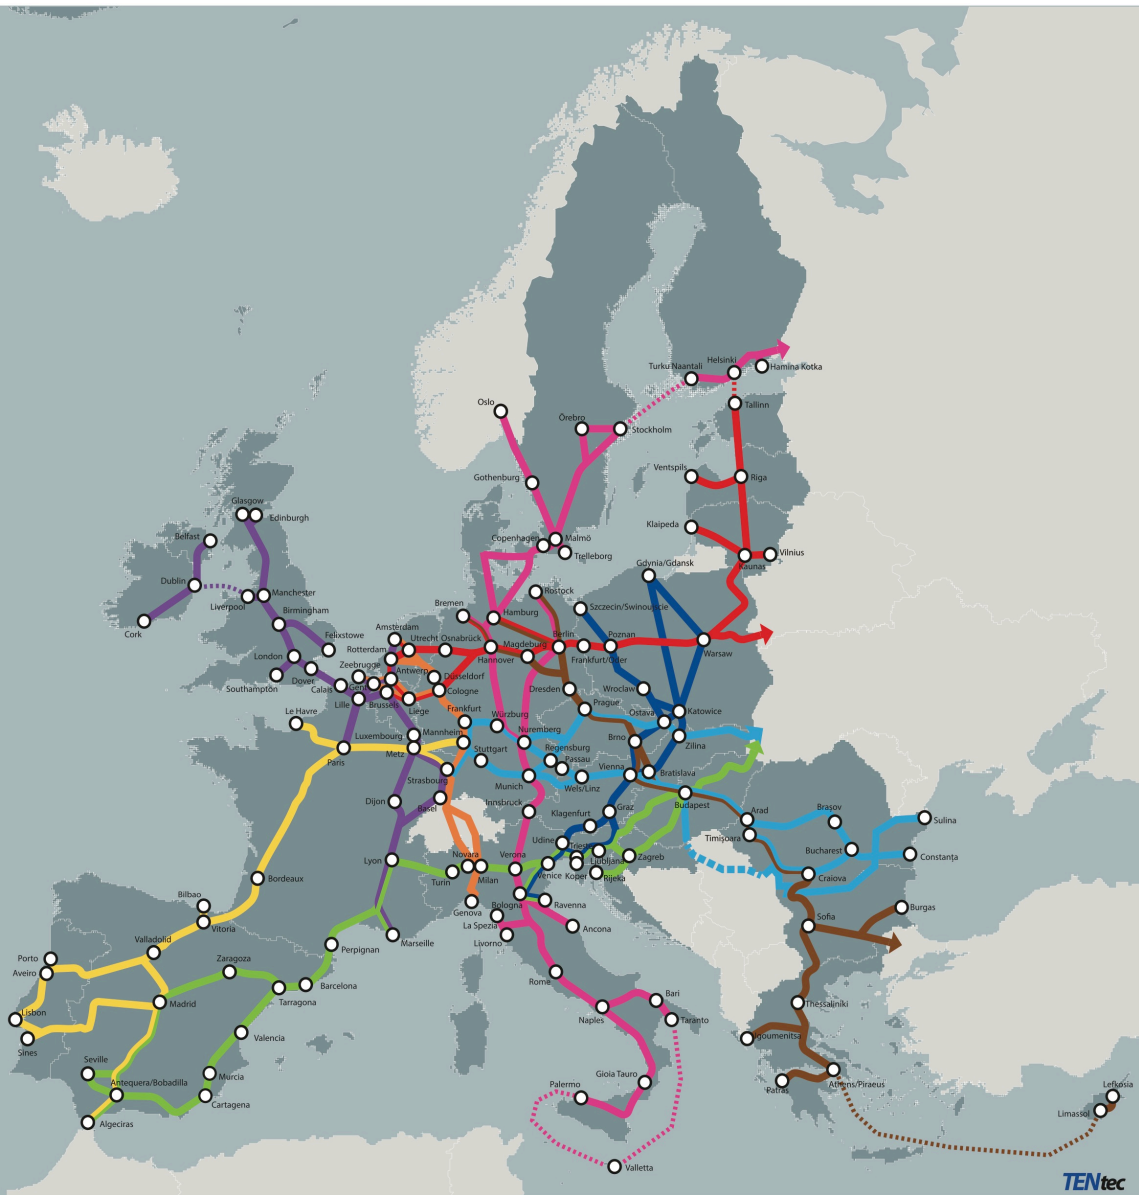 Helsinki
Turku Naantali
Hamina Kotka
Oslo
Tallinn
Örebro
Stockholm
Ventspils
Riga
Gothenburg
Glasgow
Edinburgh
Klaipeda
Belfast
Copenhagen
Malmö
Trelleborg
Vilnius
Kaunas
Gdynia/Gdansk
Dublin
Liverpool
Manchester
Rostock
Birmingham
Bremen
Hamburg
Szczecin/Swinoujscie
Cork
Felixstowe
Amsterdam
Utrecht
Osnabrück
Magdeburg
Berlin
Poznan
London
Rotterdam
Hannover
Frankfurt/Oder
Warsaw
Zeebrugge
Antwerp
Düsseldorf
Southampton
Dover
Calais
Gent
Cologne
Dresden
Wroclaw
Lille
Brussels
Liege
Prague
Le Havre
Frankfurt
Würzburg
Ostava
Katowice
Luxembourg
Mannheim
Nuremberg
Brno
Zilina
Paris
Metz
Stuttgart
Regensburg
Passau
Strasbourg
Vienna
Bratislava
Munich
Wels/Linz
Dijon
Basel
Innsbruck
Budapest
Klagenfurt
Graz
Arad
Braşov
Sulina
Timişoara
Udine
Trieste
Bucharest
Constanţa
Lyon
Novara
Verona
Ljubljana
Zagreb
Turin
Milan
Venice
Koper
Rijeka
Craiova
Bordeaux
Bilbao
Genova
Bologna
Ravenna
Burgas
Vitoria
La Spezia
Sofia
Ancona
Valladolid
Marseille
Livorno
Perpignan
Porto
Zaragoza
Aveiro
Rome
Barcelona
Tarragona
Madrid
Bari
Thessaliniki
Lisbon
Naples
Taranto
Sines
Valencia
Igoumenitsa
Seville
Antequera/Bobadilla
Murcia
Gioia Tauro
Athens/Piraeus
Palermo
Patras
Lefkosia
Cartagena
Limassol
Algeciras
Valletta
TENtec